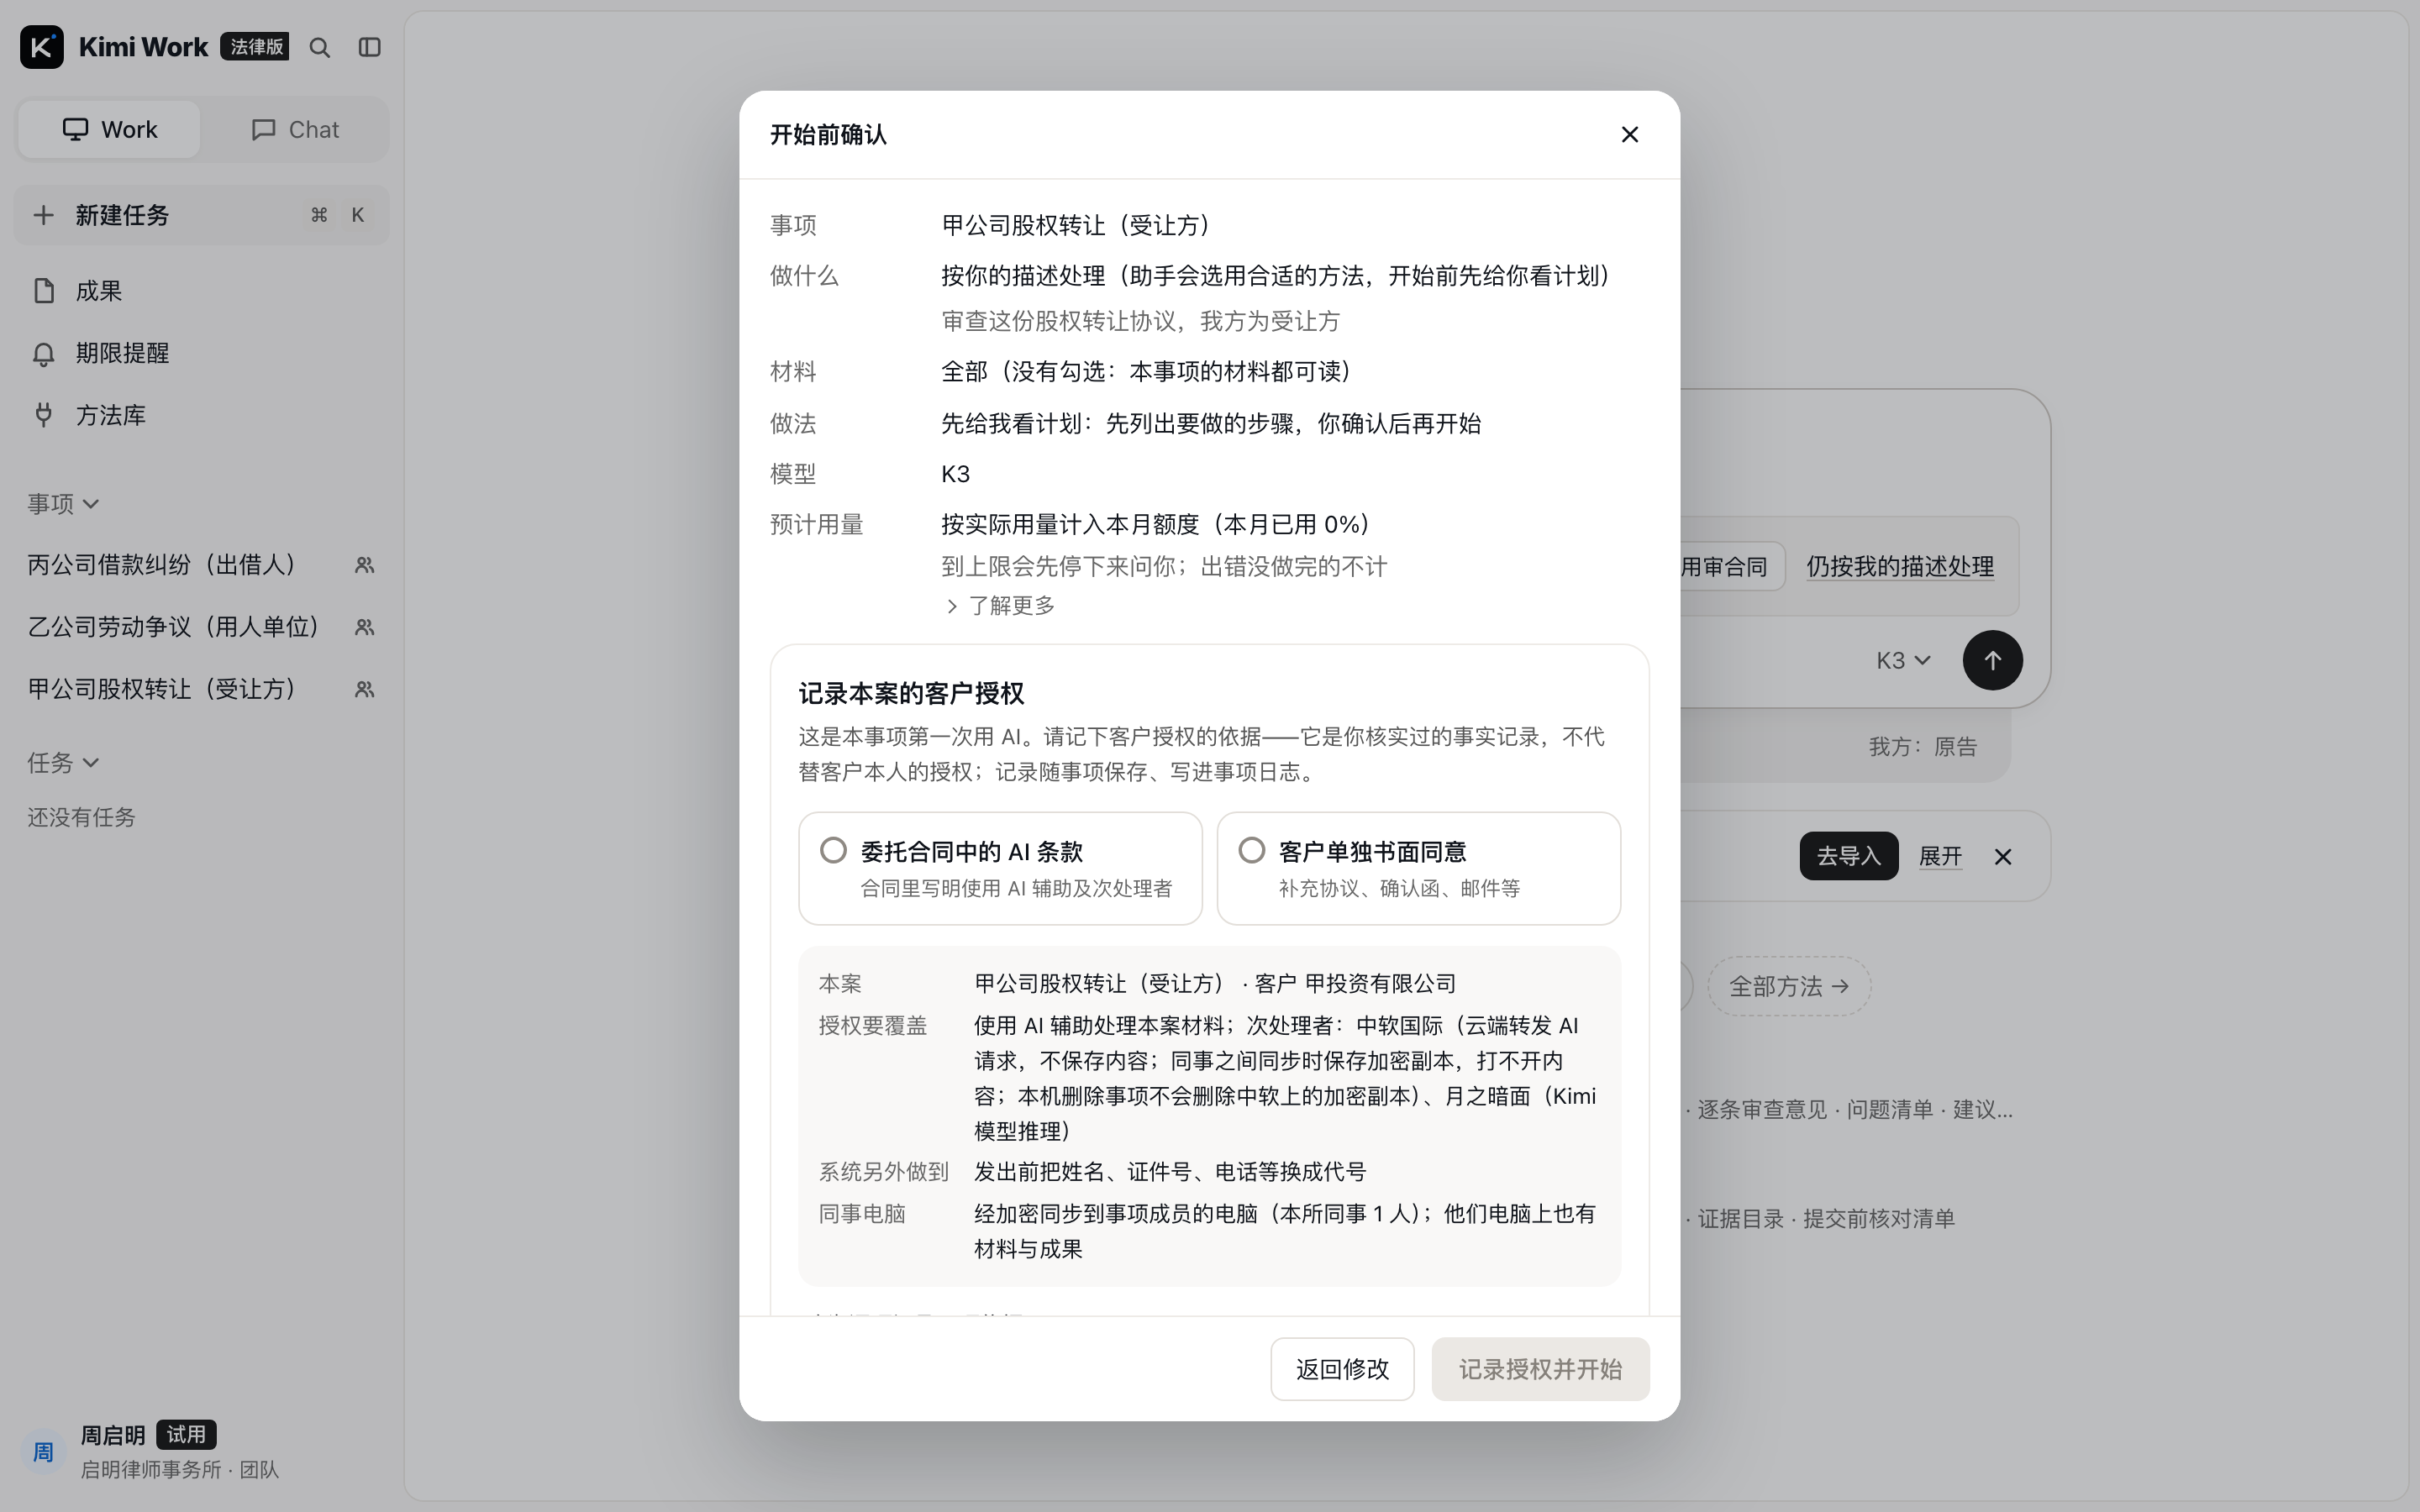 Kimi Work 法律版
Work
Chat
新建任务 ⌘ K
成果
期限提醒
方法库
事项
丙公司借款纠纷（出借人）
乙公司劳动争议（用人单位）
甲公司股权转让（受让方）
任务
还没有任务
周 周启明 试用
启明律师事务所 · 团队
开始前确认
事项 甲公司股权转让（受让方）
做什么 按你的描述处理（助手会选用合适的方法，开始前先给你看计划）
审查这份股权转让协议，我方为受让方
材料 全部（没有勾选：本事项的材料都可读）
做法 先给我看计划：先列出要做的步骤，你确认后再开始
模型 K3
预计用量 按实际用量计入本月额度（本月已用 0%）
到上限会先停下来问你；出错没做完的不计
了解更多
记录本案的客户授权
这是本事项第一次用 AI。请记下客户授权的依据——它是你核实过的事实记录，不代
替客户本人的授权；记录随事项保存、写进事项日志。
委托合同中的 AI 条款
合同里写明使用 AI 辅助及次处理者
客户单独书面同意
补充协议、确认函、邮件等
本案 甲公司股权转让（受让方） · 客户 甲投资有限公司
授权要覆盖 使用 AI 辅助处理本案材料；次处理者：中软国际（云端转发 AI
请求，不保存内容；同事之间同步时保存加密副本，打不开内
容；本机删除事项不会删除中软上的加密副本）、月之暗面（Kimi
模型推理）
系统另外做到 发出前把姓名、证件号、电话等换成代号
同事电脑 经加密同步到事项成员的电脑（本所同事 1 人）；他们电脑上也有
材料与成果
返回修改
记录授权并开始
用审合同 仍按我的描述处理
K3
我方：原告
去导入 展开
全部方法 →
· 逐条审查意见 · 问题清单 · 建议...
· 证据目录 · 提交前核对清单